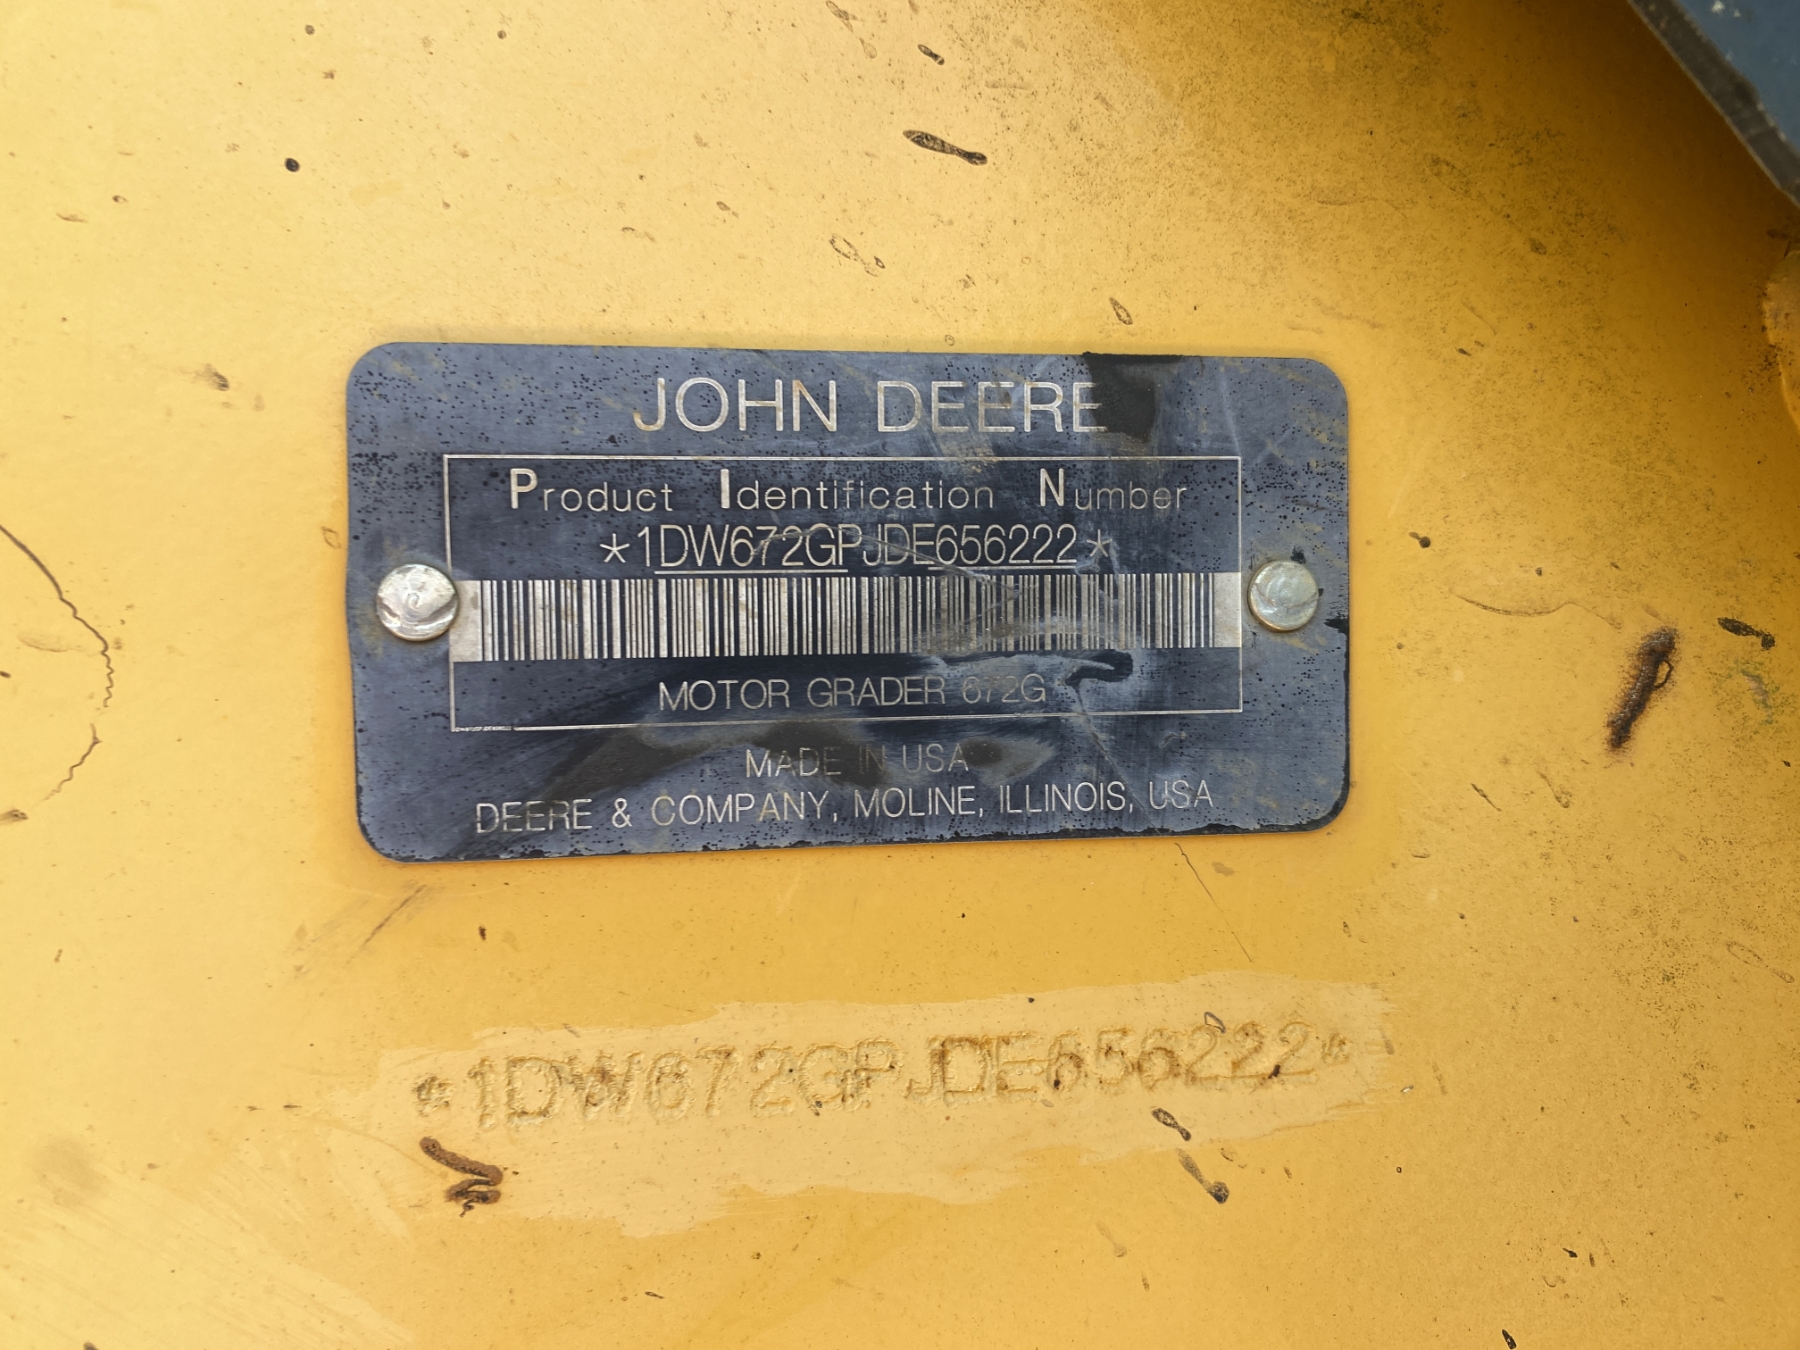 JOHN DEERE
Product Identification Number
*1DW672GPJDE656222*
MOTOR GRADER 672G
MADE IN USA
DEERE & COMPANY, MOLINE, ILLINOIS, USA
*1DW672GPJDE656222*